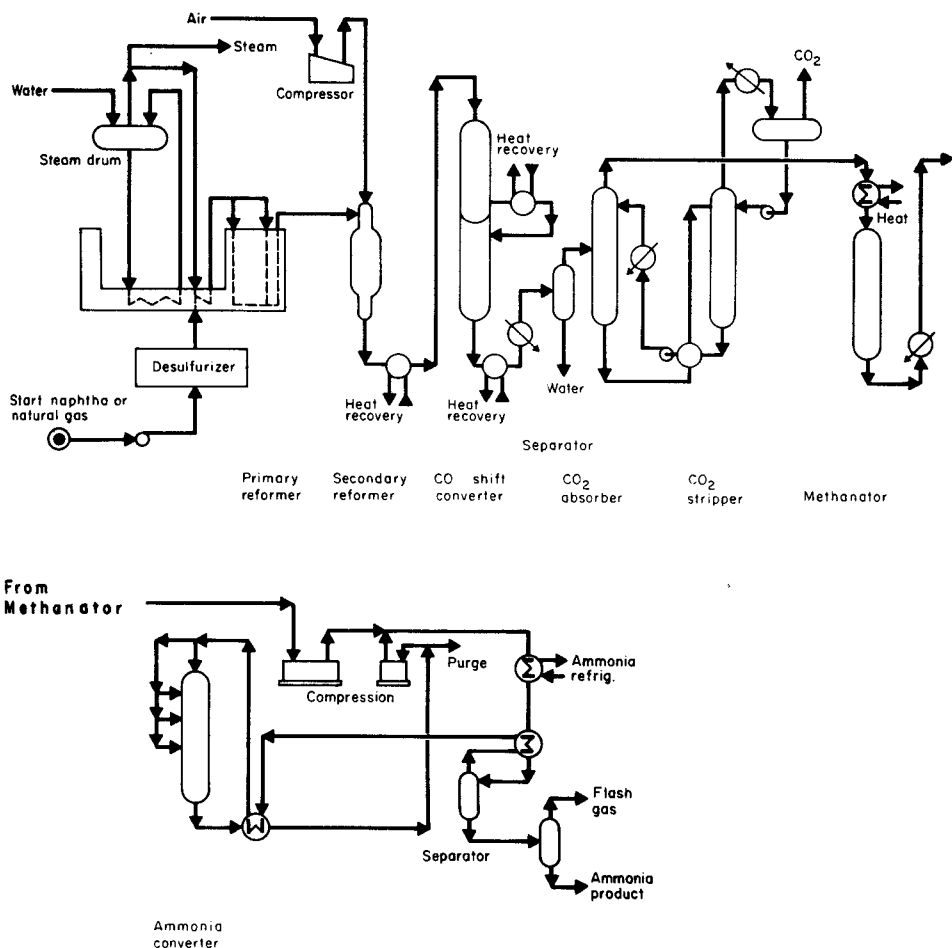 Air
Steam
Water
Compressor
Steam drum
CO2
Heat
recovery
Heat
Desulfurizer
Water
Start naphtha or
natural gas
Heat
recovery
Heat
recovery
Separator
Primary
reformer
Secondary
reformer
CO shift
converter
CO2
absorber
CO2
stripper
Methanator
From
Methanator
Purge
Compression
Ammonia
refrig.
Flash
gas
Separator
Ammonia
product
Ammonia
converter